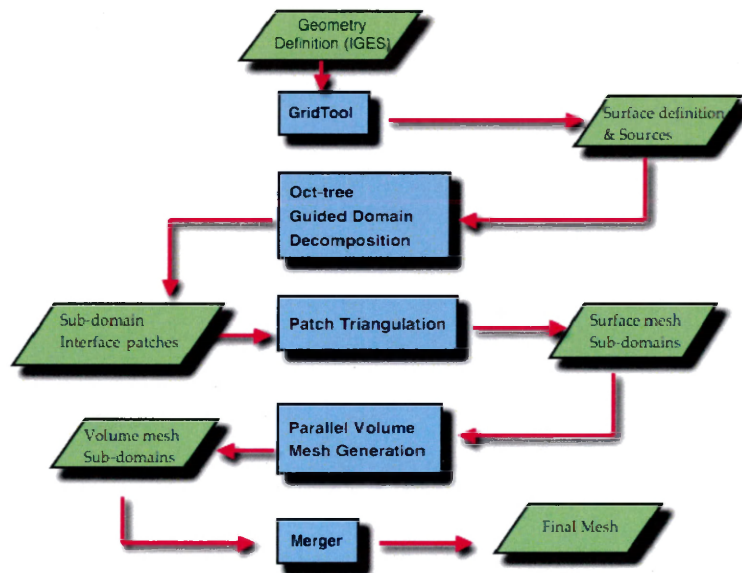 Geometry
Definition (IGES)
GridTool
Surface definition
& Sources
Oct-tree
Guided Domain
Decomposition
Sub-domain
Interface patches
Patch Triangulation
Surface mesh
Sub-domains
Parallel Volume
Mesh Generation
Volume mesh
Sub-domains
Merger
Final Mesh